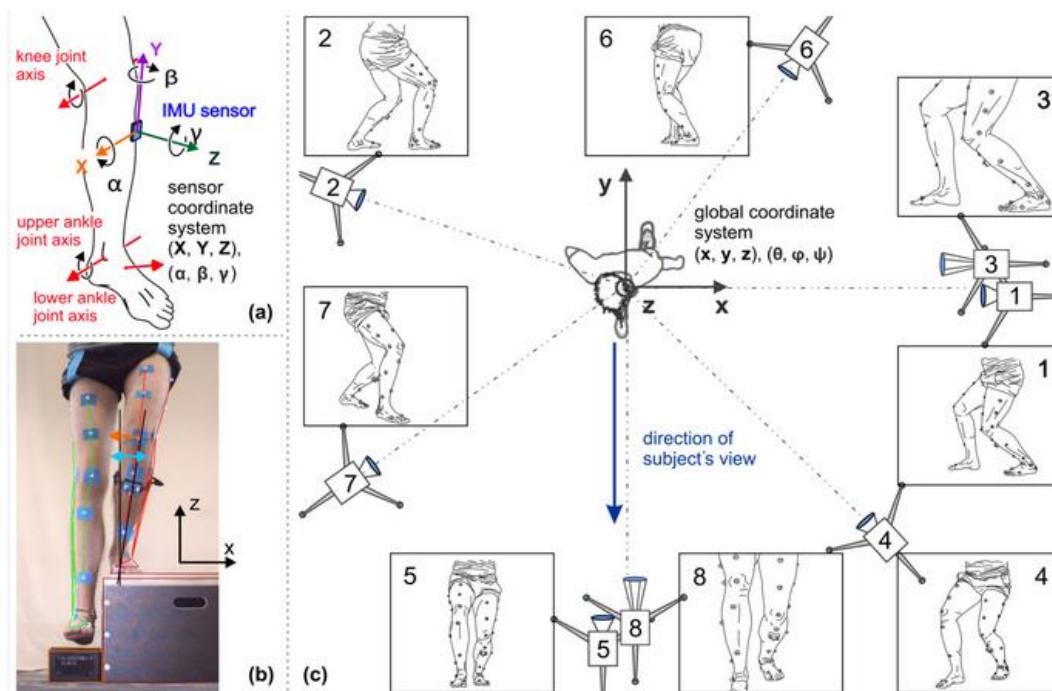 knee joint
axis
Y
β
IMU sensor
γ
X
Z
α
sensor
coordinate
system
(X, Y, Z),
(α, β, γ)
upper ankle
joint axis
lower ankle
joint axis
(a)
z
x
(b)
2
6
6
3
2
y
global coordinate
system
(x, y, z), (θ, φ, ψ)
3
z
x
1
7
1
direction of
subject's view
7
4
5
8
4
8
5
(c)